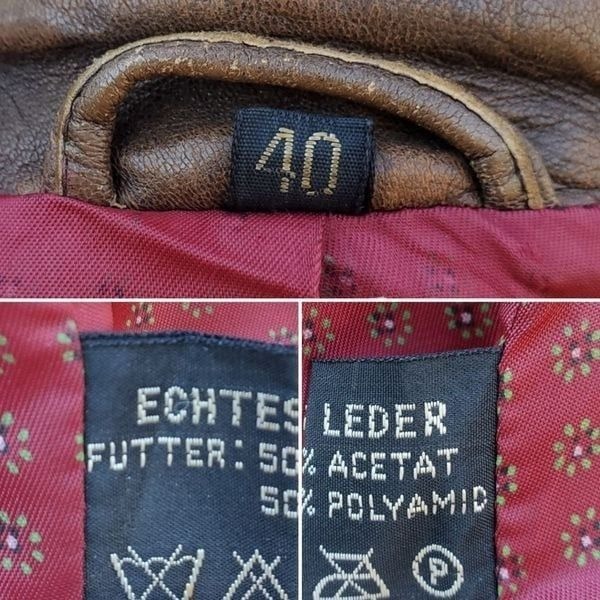 40
ECHTES LEDER
FUTTER: 50% ACETAT
50% POLYAMID
P